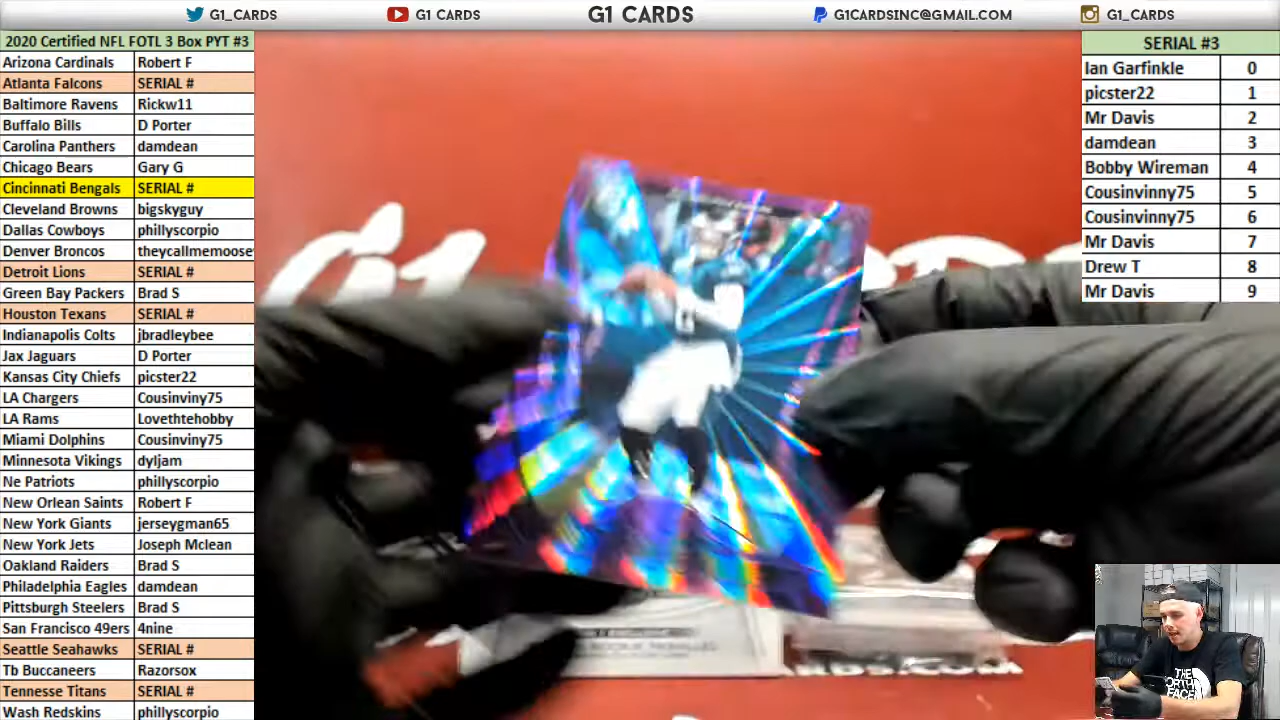 G1_CARDS
G1 CARDS
G1 CARDS
G1CARDSINC@GMAIL.COM
G1_CARDS
2020 Certified NFL FOTL 3 Box PYT #3
Arizona Cardinals Robert F
Atlanta Falcons SERIAL #
Baltimore Ravens Rickw11
Buffalo Bills D Porter
Carolina Panthers damdean
Chicago Bears Gary G
Cincinnati Bengals SERIAL #
Cleveland Browns bigskyguy
Dallas Cowboys phillyscorpio
Denver Broncos theycallmemoosey
Detroit Lions SERIAL #
Green Bay Packers Brad S
Houston Texans SERIAL #
Indianapolis Colts jbradleybee
Jax Jaguars D Porter
Kansas City Chiefs picster22
LA Chargers Cousinviny75
LA Rams Lovethtehobby
Miami Dolphins Cousinviny75
Minnesota Vikings dyljam
Ne Patriots phillyscorpio
New Orlean Saints Robert F
New York Giants jerseygman65
New York Jets Joseph Mclean
Oakland Raiders Brad S
Philadelphia Eagles damdean
Pittsburgh Steelers Brad S
San Francisco 49ers 4nine
Seattle Seahawks SERIAL #
Tb Buccaneers Razorsox
Tennesse Titans SERIAL #
Wash Redskins phillyscorpio
SERIAL #3
Ian Garfinkle 0
picster22 1
Mr Davis 2
damdean 3
Bobby Wireman 4
Cousinvinny75 5
Cousinvinny75 6
Mr Davis 7
Drew T 8
Mr Davis 9
THE
NORTH
FACE